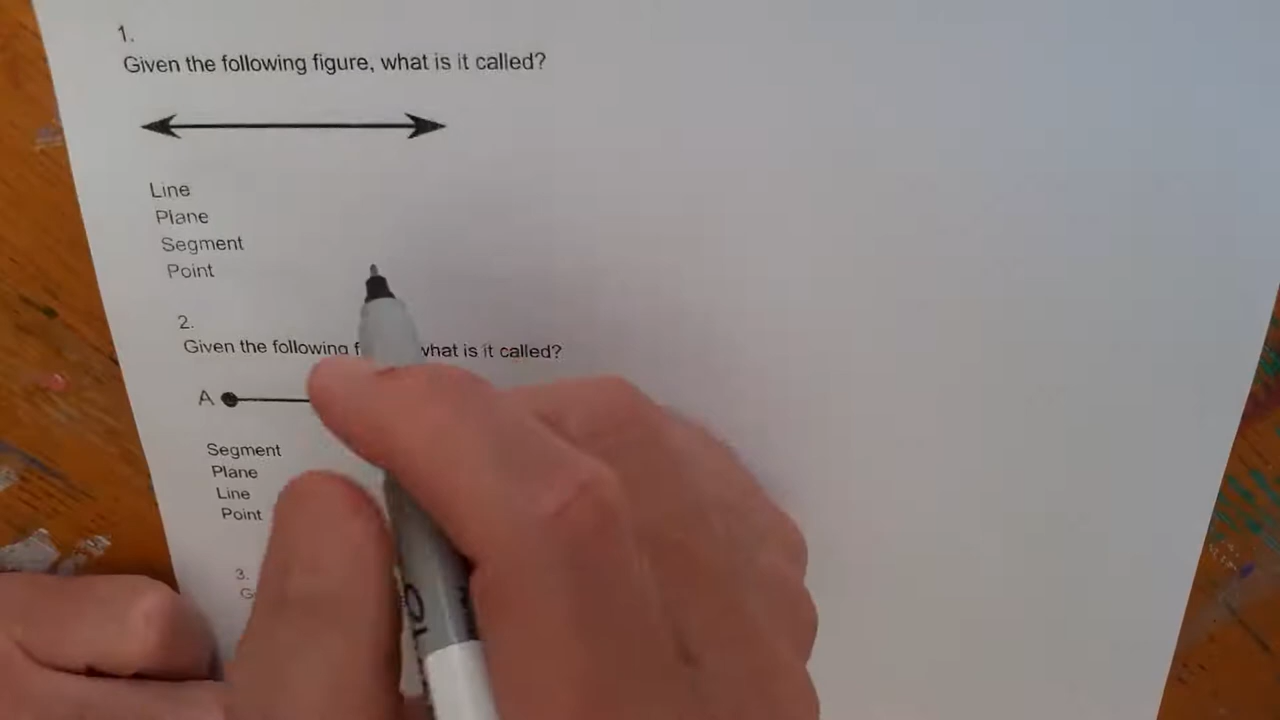 1.
Given the following figure, what is it called?
Line
Plane
Segment
Point
2.
Given the following what is it called?
A
Segment
Plane
Line
Point
3.